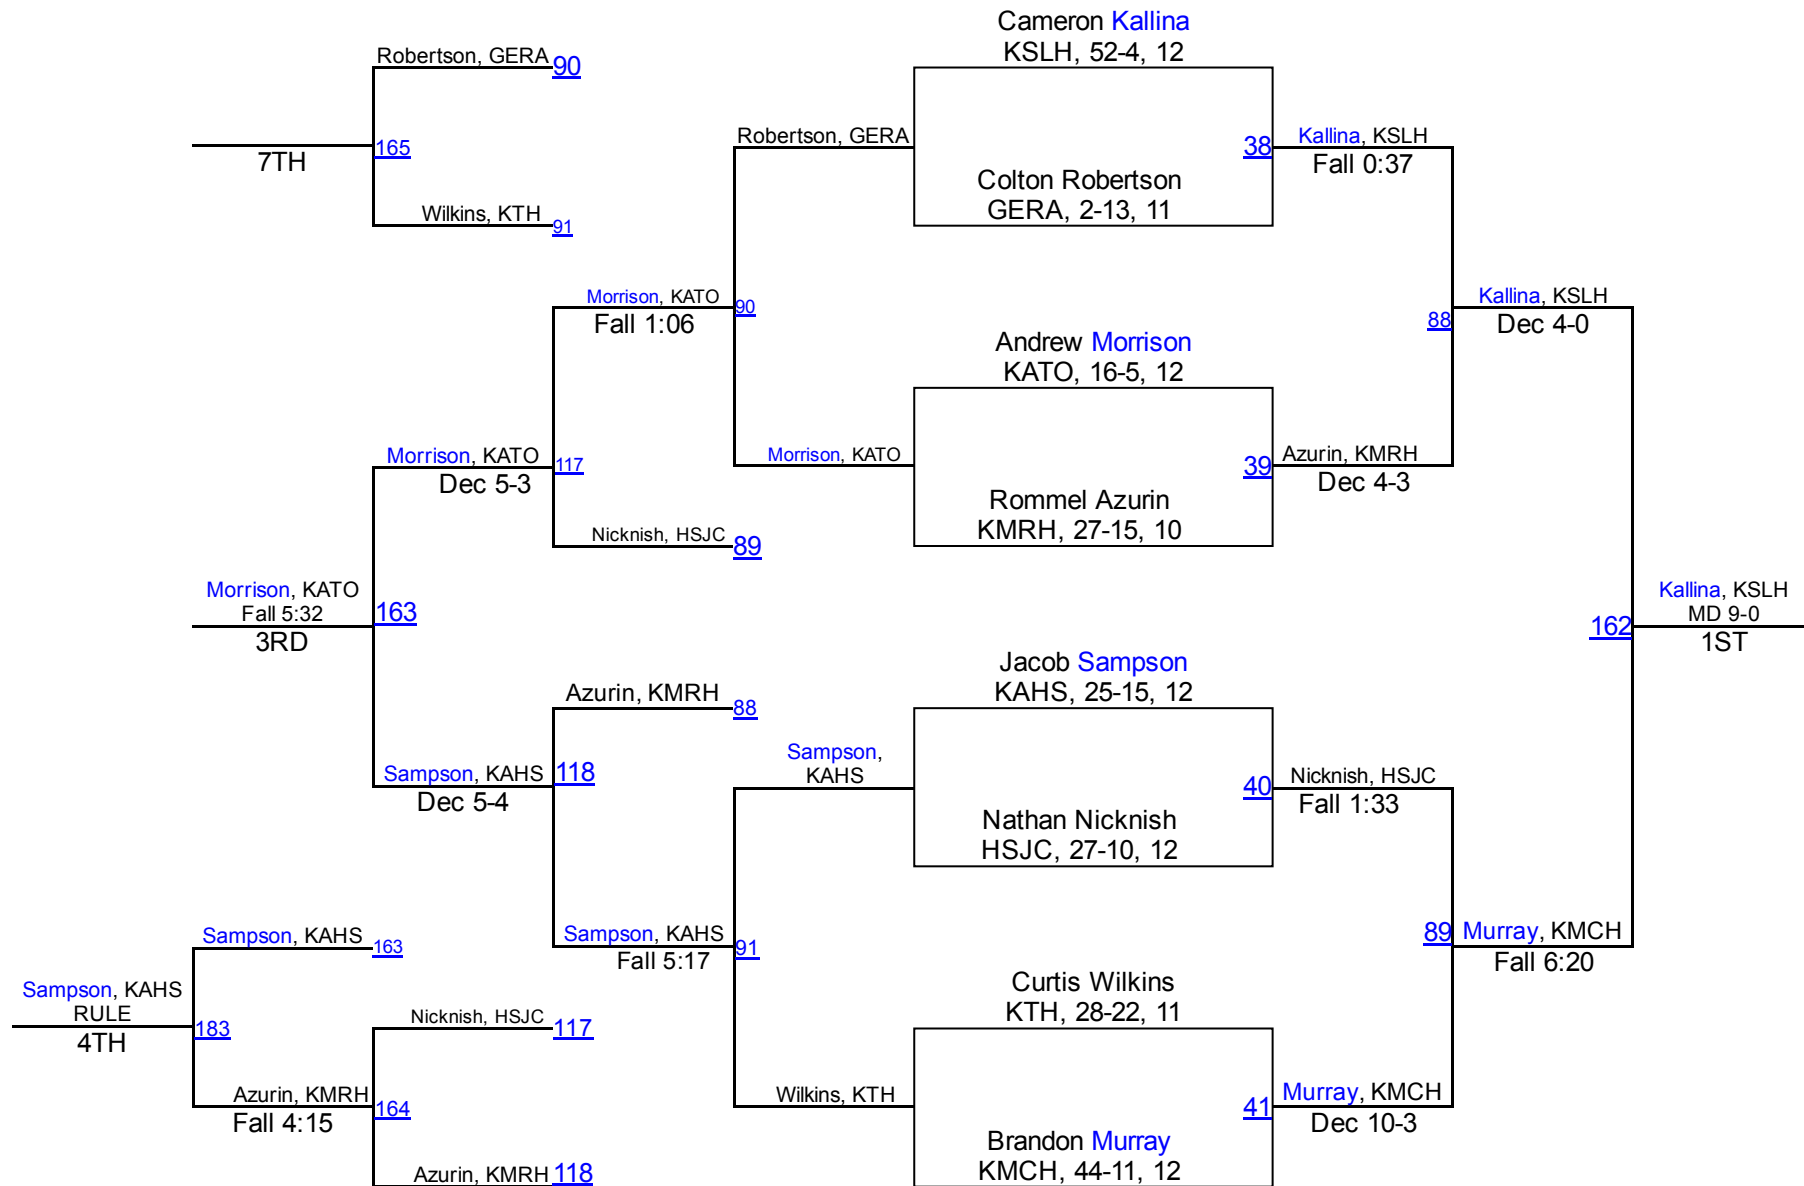 Cameron Kallina
KSLH, 52-4, 12
Robertson, GERA
90
Robertson, GERA
38
Kallina, KSLH
Fall 0:37
165
7TH
Colton Robertson
GERA, 2-13, 11
Wilkins, KTH
91
Morrison, KATO
Fall 1:06
90
Kallina, KSLH
Dec 4-0
88
Andrew Morrison
KATO, 16-5, 12
Morrison, KATO
Dec 5-3
117
Morrison, KATO
39
Azurin, KMRH
Dec 4-3
Rommel Azurin
KMRH, 27-15, 10
Nicknish, HSJC
89
Morrison, KATO
Fall 5:32
3RD
163
162
Kallina, KSLH
MD 9-0
1ST
Jacob Sampson
KAHS, 25-15, 12
Azurin, KMRH
88
Sampson,
KAHS
Sampson, KAHS
Dec 5-4
118
40
Nicknish, HSJC
Fall 1:33
Nathan Nicknish
HSJC, 27-10, 12
Sampson, KAHS
163
Sampson, KAHS
Fall 5:17
91
89
Murray, KMCH
Fall 6:20
Curtis Wilkins
KTH, 28-22, 11
Sampson, KAHS
RULE
4TH
183
Nicknish, HSJC
117
Azurin, KMRH
Fall 4:15
164
Wilkins, KTH
41
Murray, KMCH
Dec 10-3
Brandon Murray
KMCH, 44-11, 12
Azurin, KMRH
118